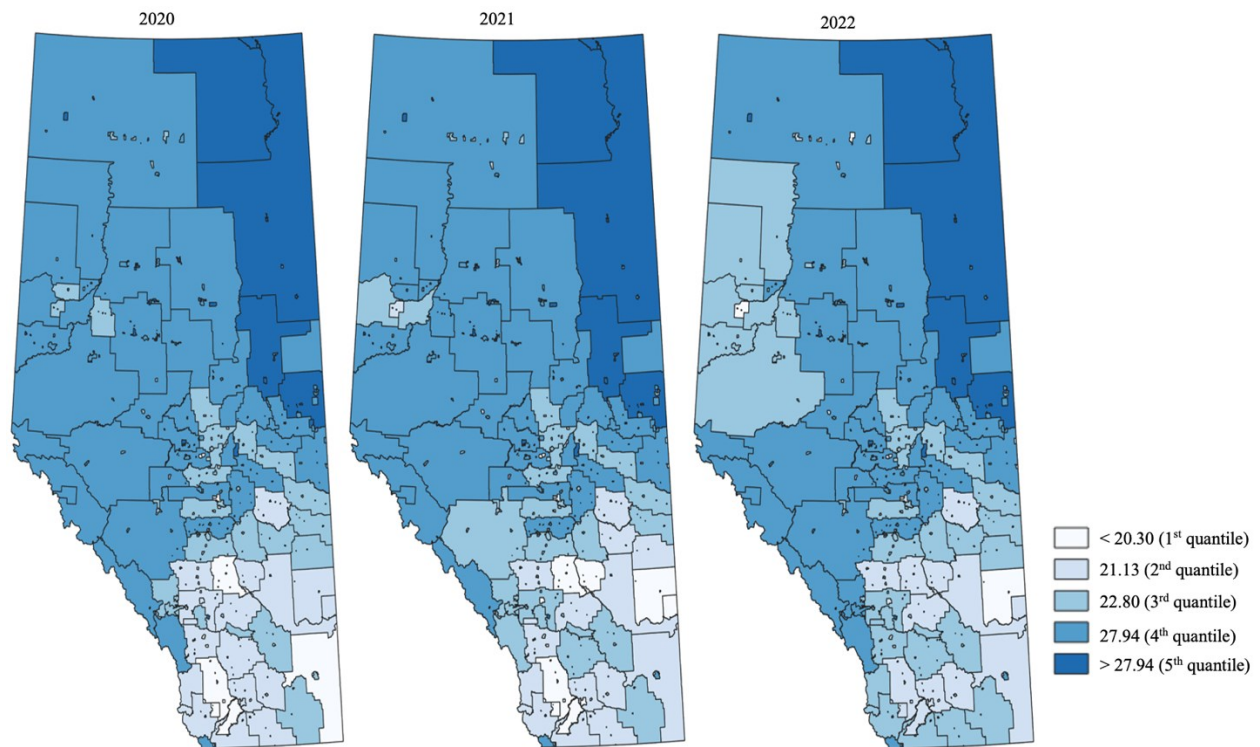 2020
2021
2022
< 20.30 (1st quantile)
21.13 (2nd quantile)
22.80 (3rd quantile)
27.94 (4th quantile)
> 27.94 (5th quantile)